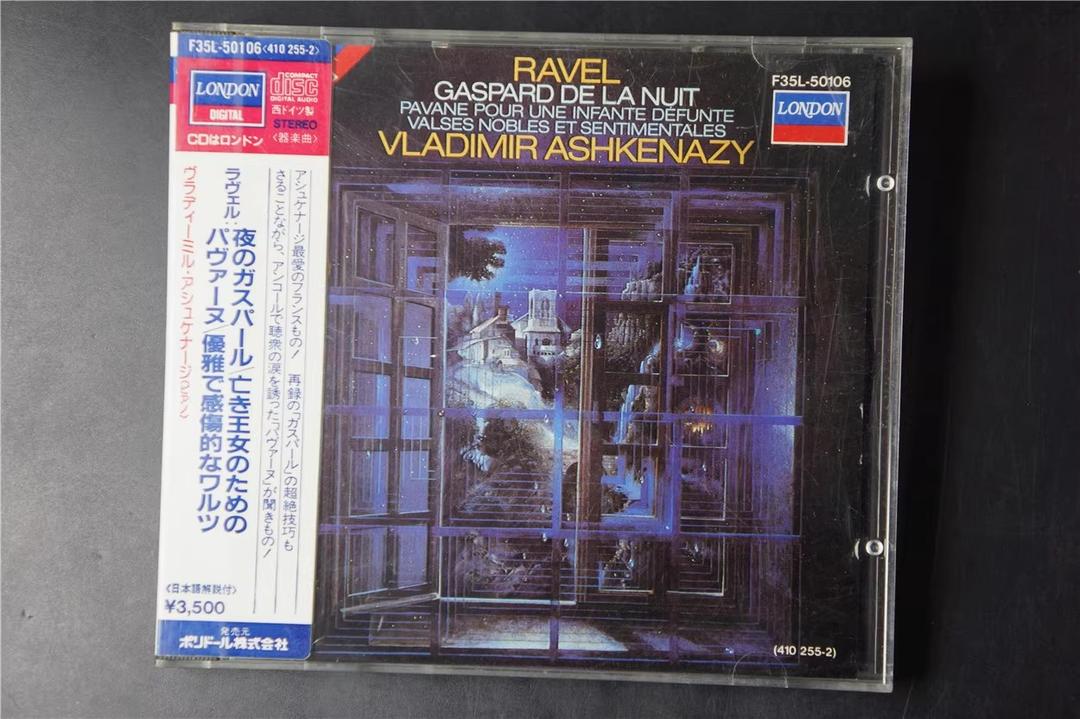 F35L-50106〈410 255-2〉
LONDON
DIGITAL
COMPACT
disc
DIGITAL AUDIO
西ドイツ製
STEREO
CDはロンドン
〈器楽曲〉
アシュケナージ最愛のフランスもの! 再録の「ガスパール」の超絶技巧も
さることながら、アンコールで聴衆の涙を誘った「パヴァーヌ」が聞きもの!
ラヴェル:夜のガスパール/亡き王女のための
パヴァーヌ/優雅で感傷的なワルツ
ヴラディーミル・アシュケナージ(ピアノ)
〈日本語解説付〉
¥3,500
発売元
ポリドール株式会社
RAVEL
GASPARD DE LA NUIT
PAVANE POUR UNE INFANTE DÉFUNTE
VALSES NOBLES ET SENTIMENTALES
VLADIMIR ASHKENAZY
F35L-50106
LONDON
(410 255-2)